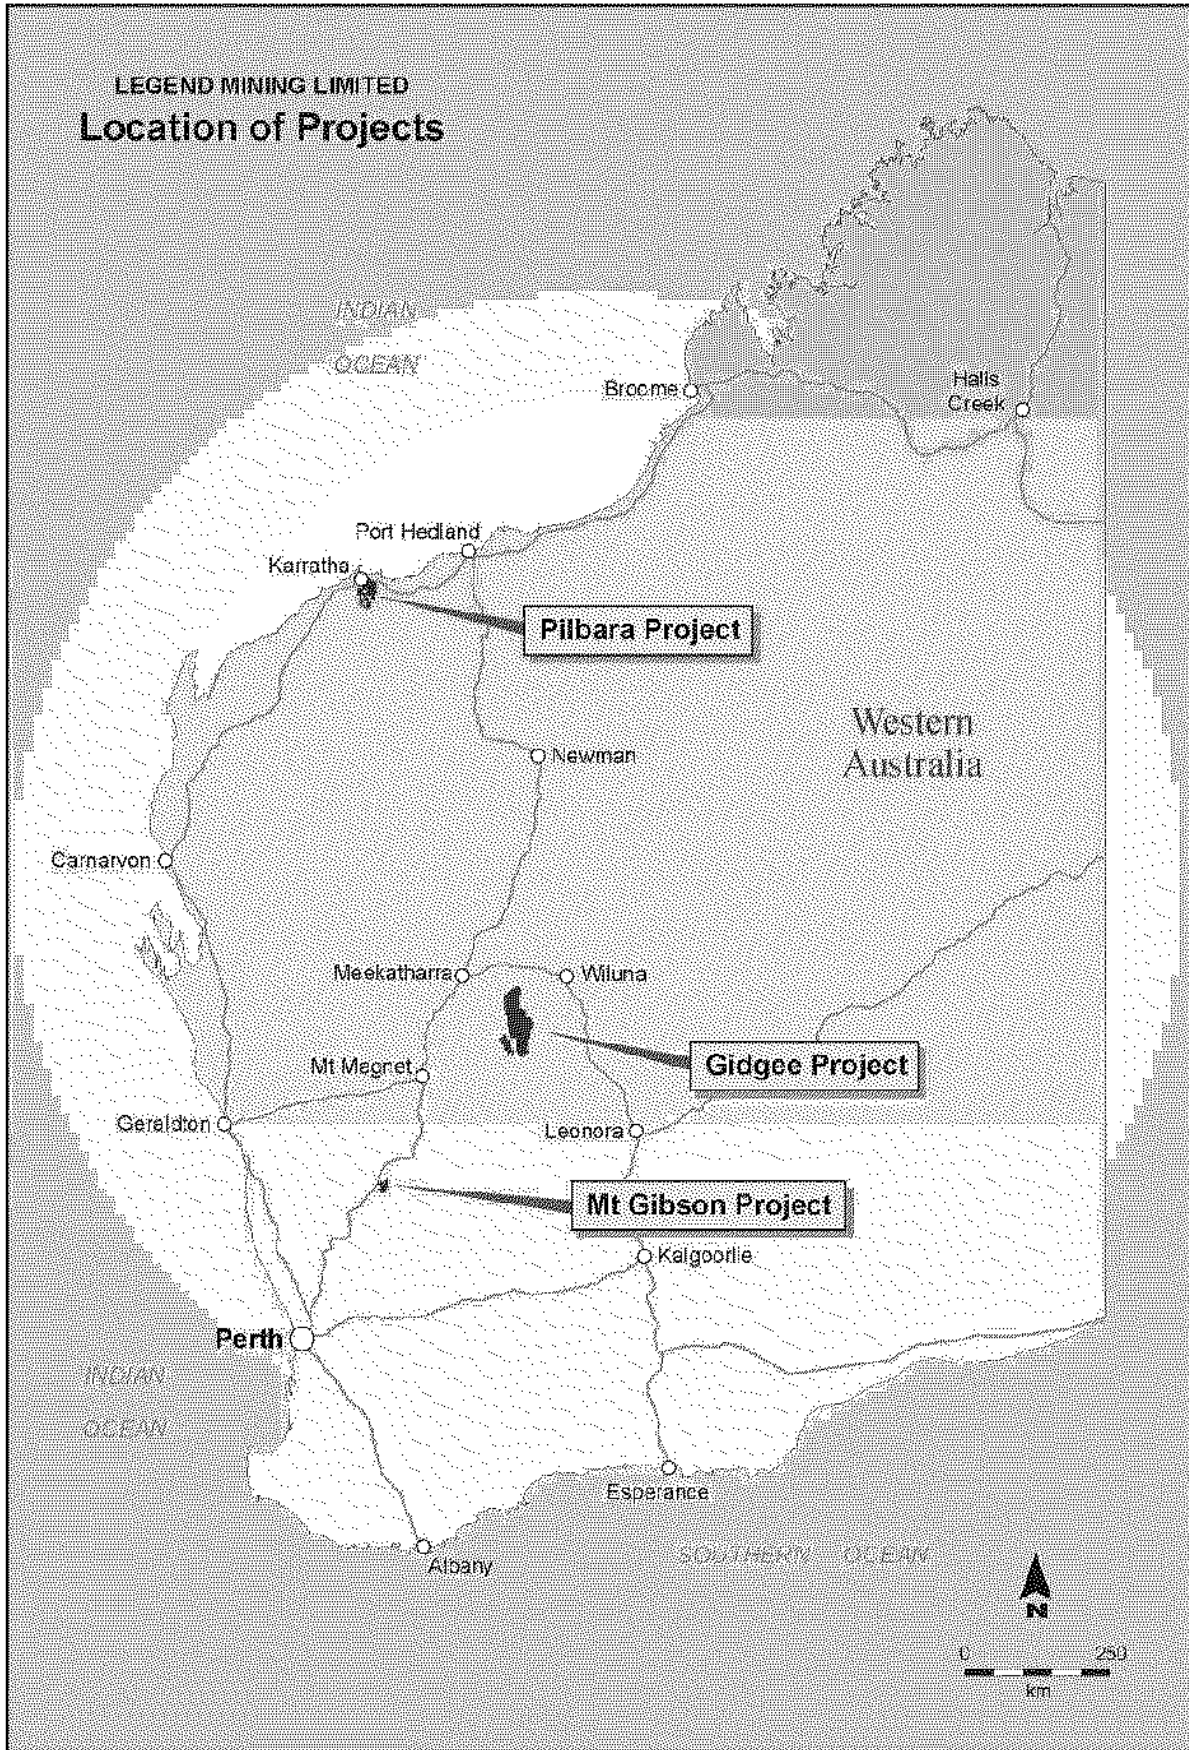 LEGEND MINING LIMITED
Location of Projects
INDIAN
OCEAN
Broome
Halls
Creek
Port Hedland
Karratha
Pilbara Project
Western
Australia
Newman
Carnarvon
Meekatharra
Wiluna
Mt Magnet
Gidgee Project
Geraldton
Leonora
Mt Gibson Project
Kalgoorlie
Perth
INDIAN
OCEAN
Esperance
SOUTHERN OCEAN
Albany
N
0 250
km